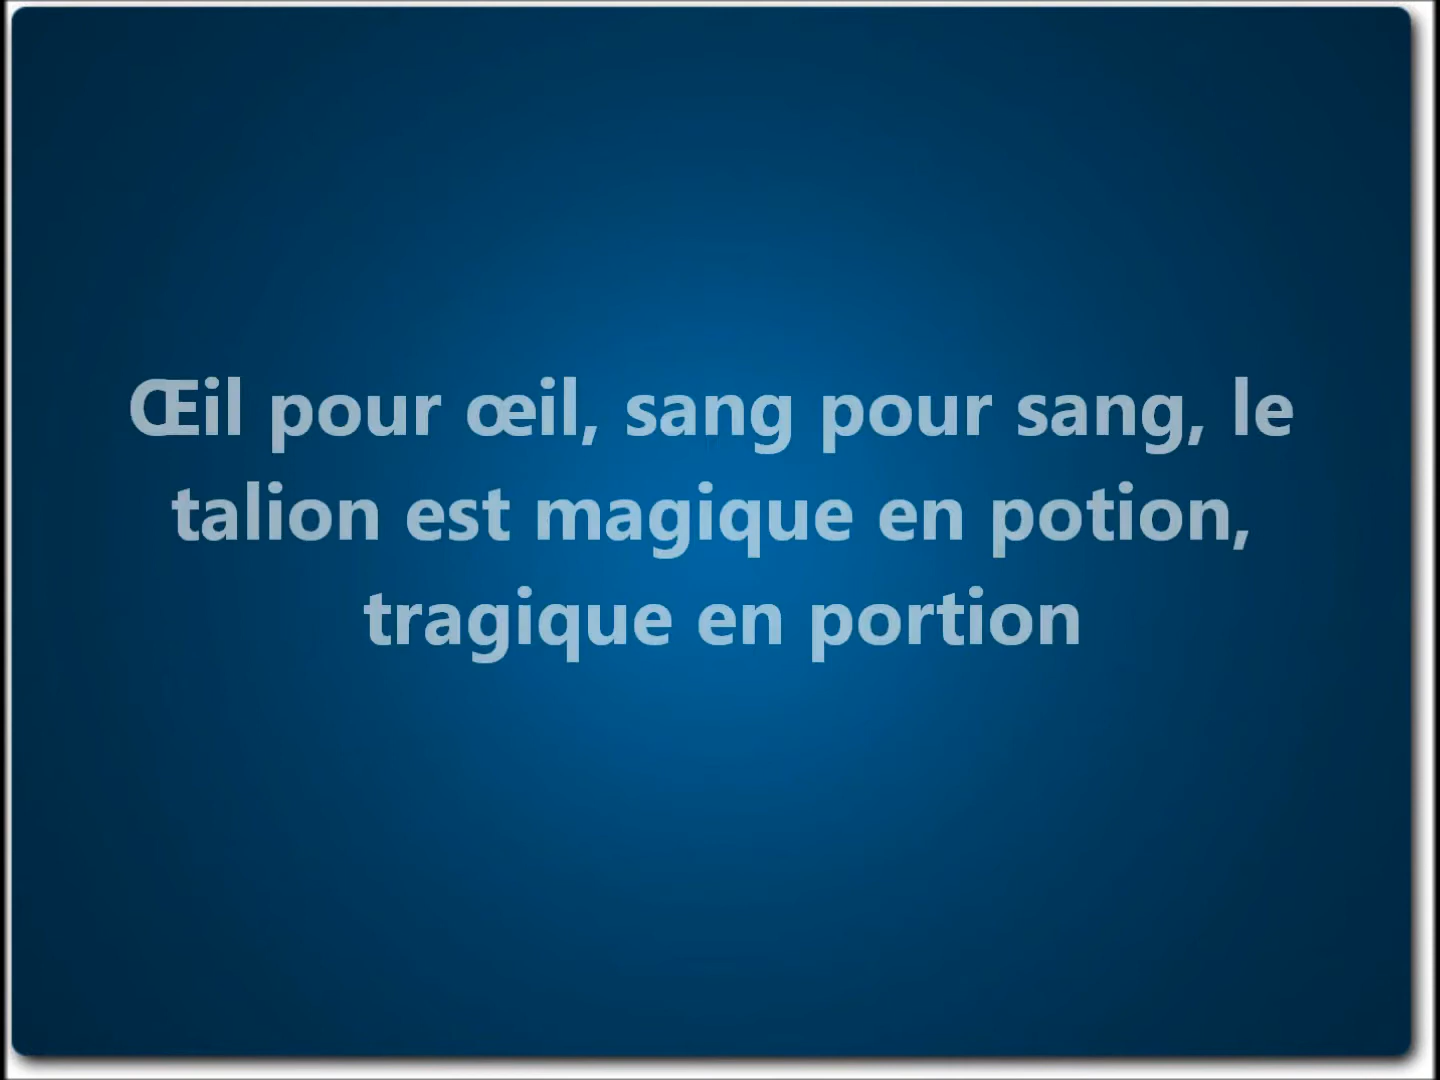 Œil pour œil, sang pour sang, le
talion est magique en potion,
tragique en portion